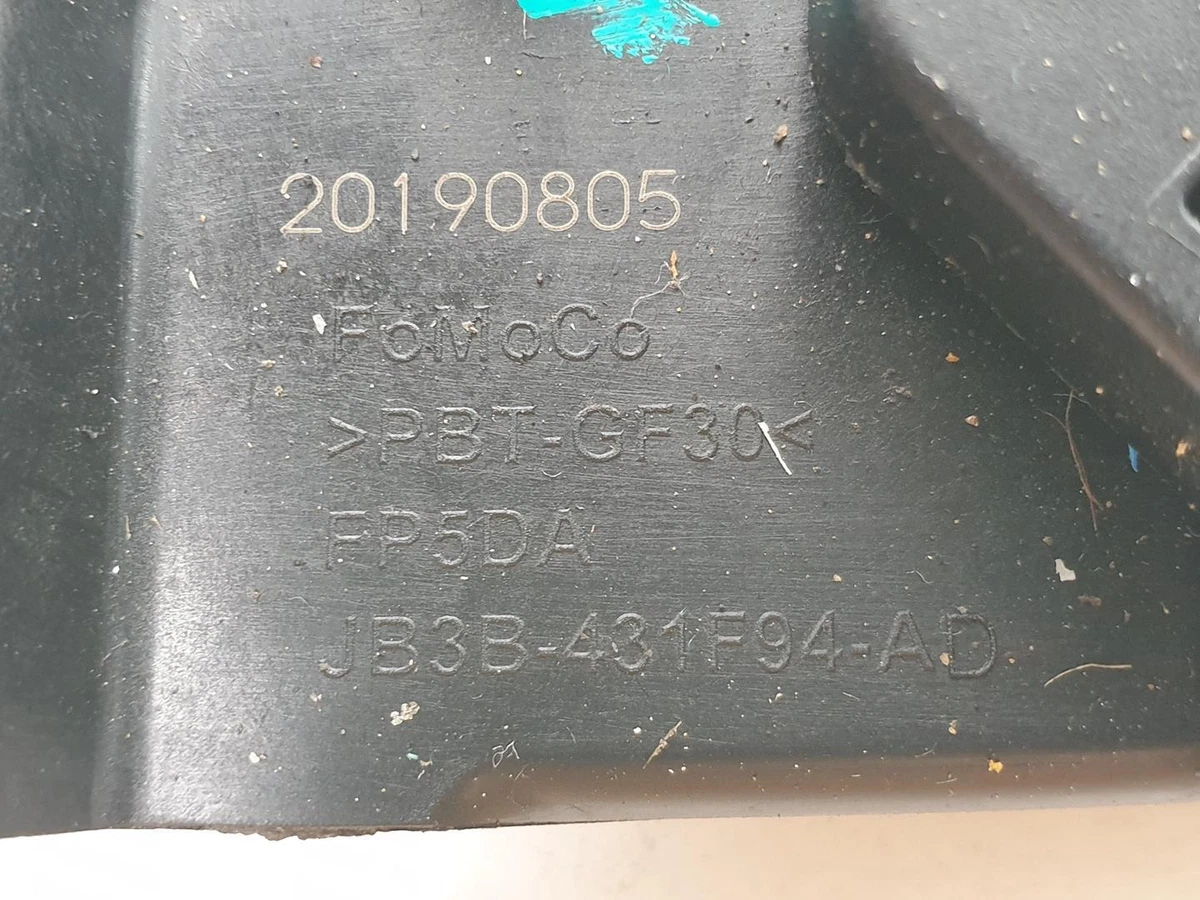 20190805
FoMoCo
>PBT-GF30<
FP5DA
JB3B-431F94-AD